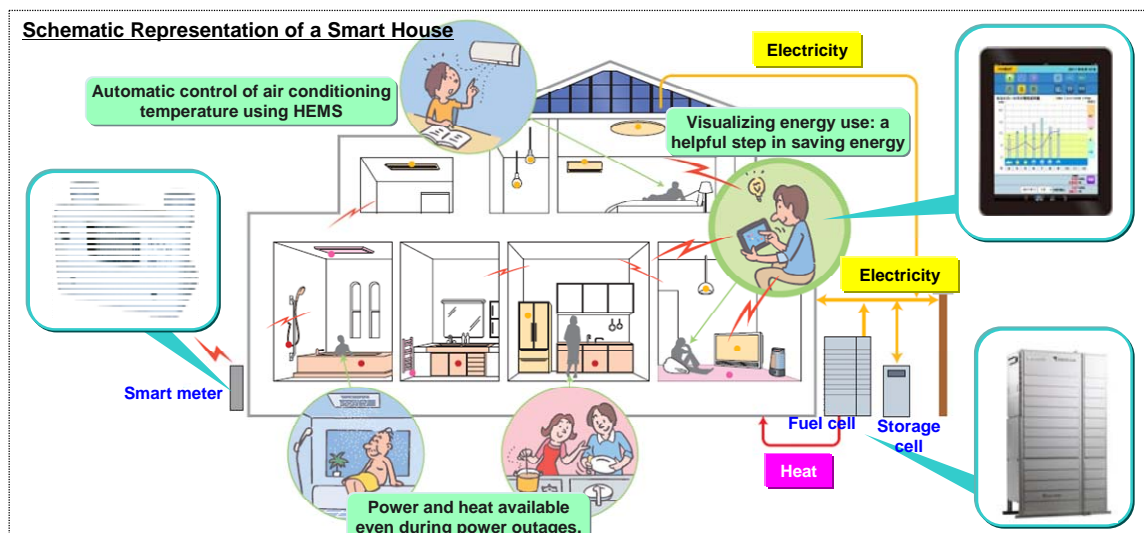 Schematic Representation of a Smart House
Electricity
Automatic control of air conditioning
temperature using HEMS
Visualizing energy use: a
helpful step in saving energy
Electricity
Smart meter
Fuel cell
Storage
cell
Heat
Power and heat available
even during power outages.